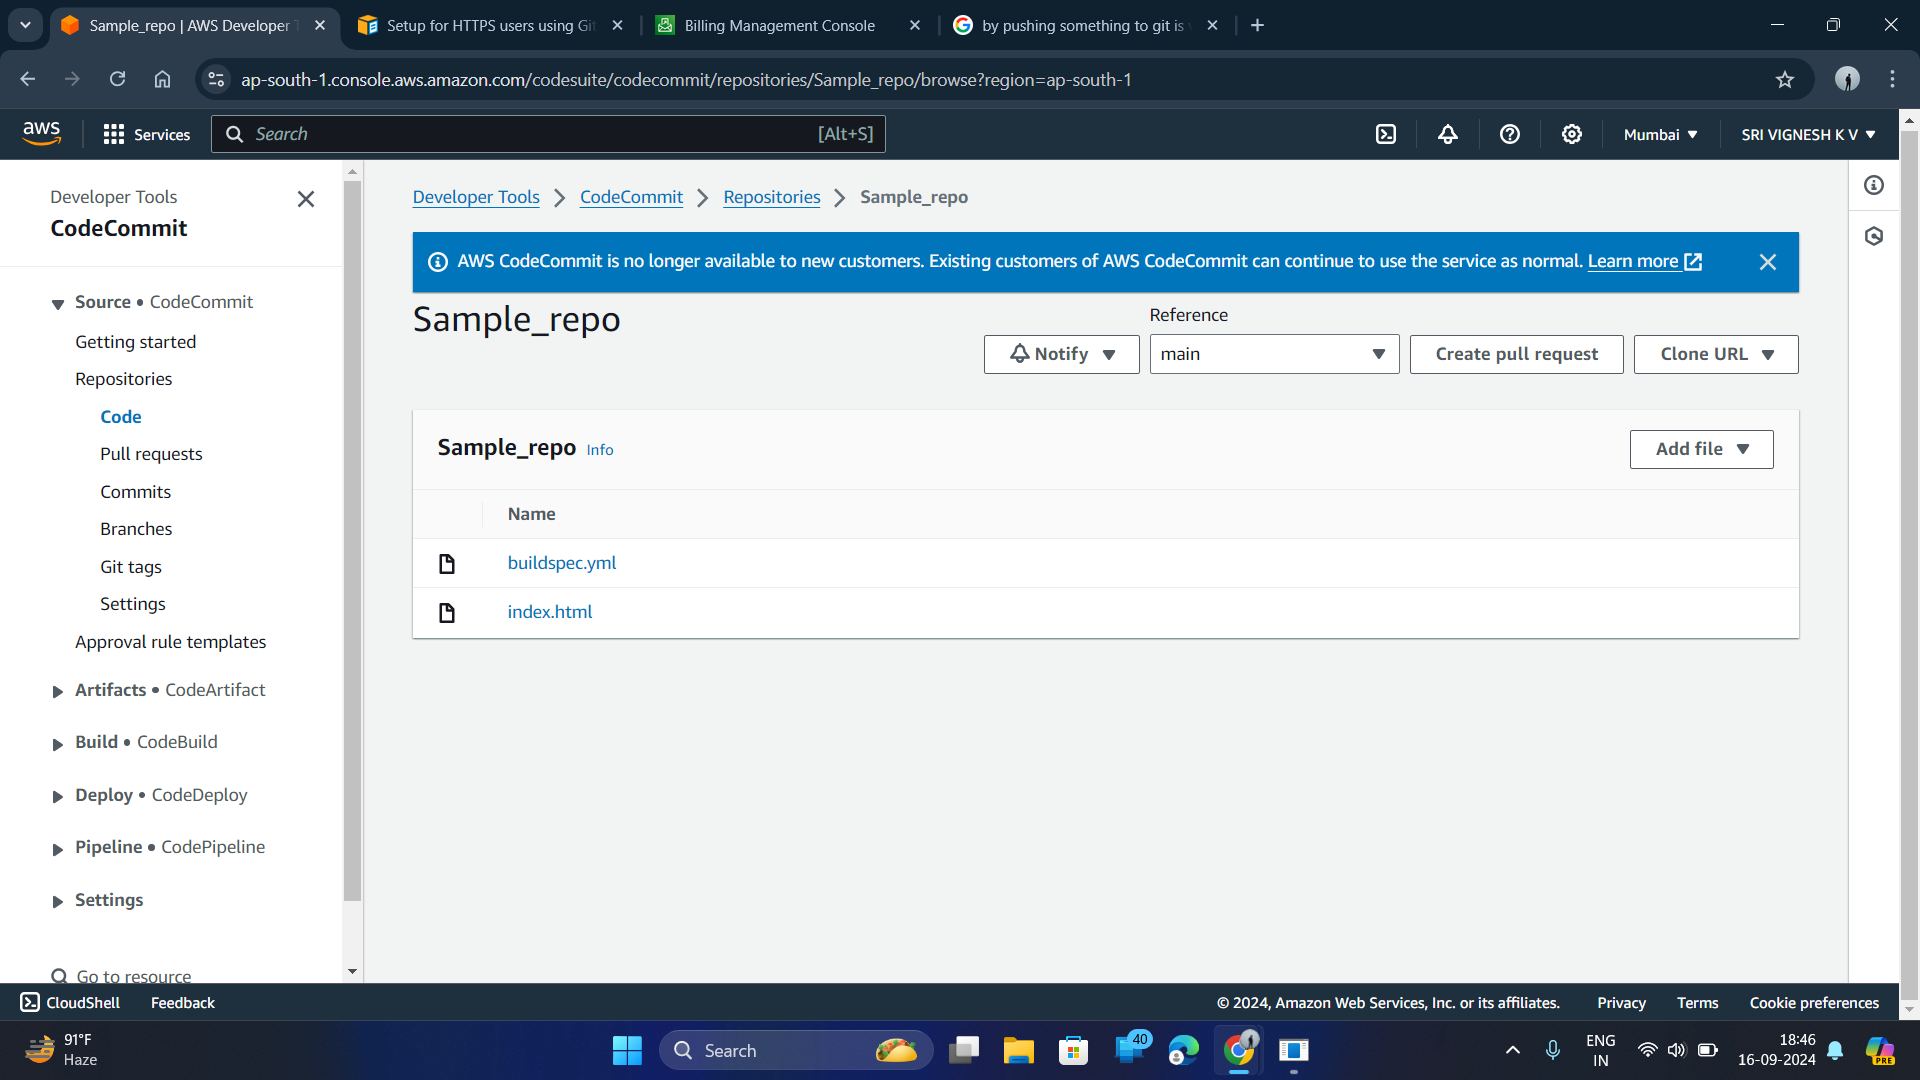 Sample_repo | AWS Developer T
Setup for HTTPS users using Git
Billing Management Console
by pushing something to git is v
ap-south-1.console.aws.amazon.com/codesuite/codecommit/repositories/Sample_repo/browse?region=ap-south-1
aws
Services
Search
[Alt+S]
Mumbai
SRI VIGNESH K V
Developer Tools
CodeCommit
Source • CodeCommit
Getting started
Repositories
Code
Pull requests
Commits
Branches
Git tags
Settings
Approval rule templates
Artifacts • CodeArtifact
Build • CodeBuild
Deploy • CodeDeploy
Pipeline • CodePipeline
Settings
Go to resource
Developer Tools
CodeCommit
Repositories
Sample_repo
AWS CodeCommit is no longer available to new customers. Existing customers of AWS CodeCommit can continue to use the service as normal. Learn more
Sample_repo
Reference
Notify
main
Create pull request
Clone URL
Sample_repo Info
Add file
Name
buildspec.yml
index.html
CloudShell
Feedback
© 2024, Amazon Web Services, Inc. or its affiliates.
Privacy
Terms
Cookie preferences
91°F
Haze
Search
40
ENG
IN
18:46
16-09-2024
PRE